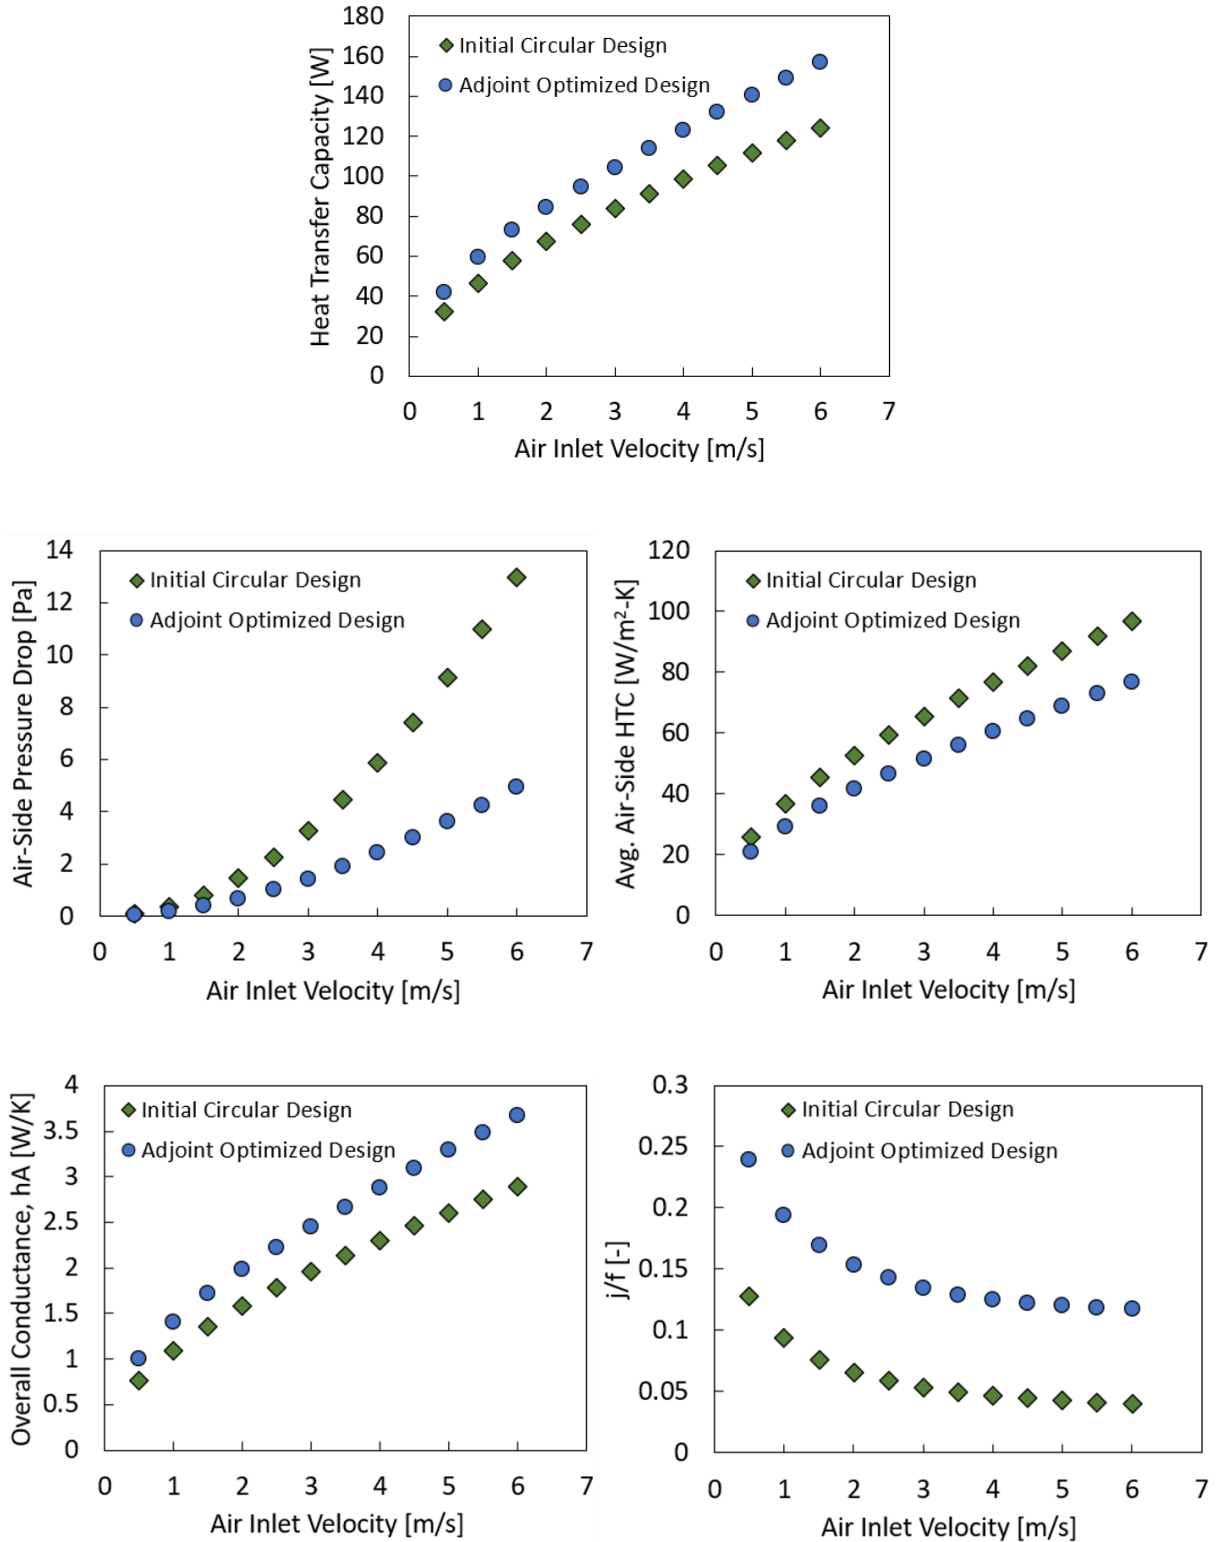 Heat Transfer Capacity [W]
180
160
140
120
100
80
60
40
20
0
Initial Circular Design
Adjoint Optimized Design
0 1 2 3 4 5 6 7
Air Inlet Velocity [m/s]
Air-Side Pressure Drop [Pa]
14
12
10
8
6
4
2
0
Initial Circular Design
Adjoint Optimized Design
0 1 2 3 4 5 6 7
Air Inlet Velocity [m/s]
Avg. Air-Side HTC [W/m²-K]
120
100
80
60
40
20
0
Initial Circular Design
Adjoint Optimized Design
0 1 2 3 4 5 6 7
Air Inlet Velocity [m/s]
Overall Conductance, hA [W/K]
4
3.5
3
2.5
2
1.5
1
0.5
0
Initial Circular Design
Adjoint Optimized Design
0 1 2 3 4 5 6 7
Air Inlet Velocity [m/s]
j/f [-]
0.3
0.25
0.2
0.15
0.1
0.05
0
Initial Circular Design
Adjoint Optimized Design
0 1 2 3 4 5 6 7
Air Inlet Velocity [m/s]